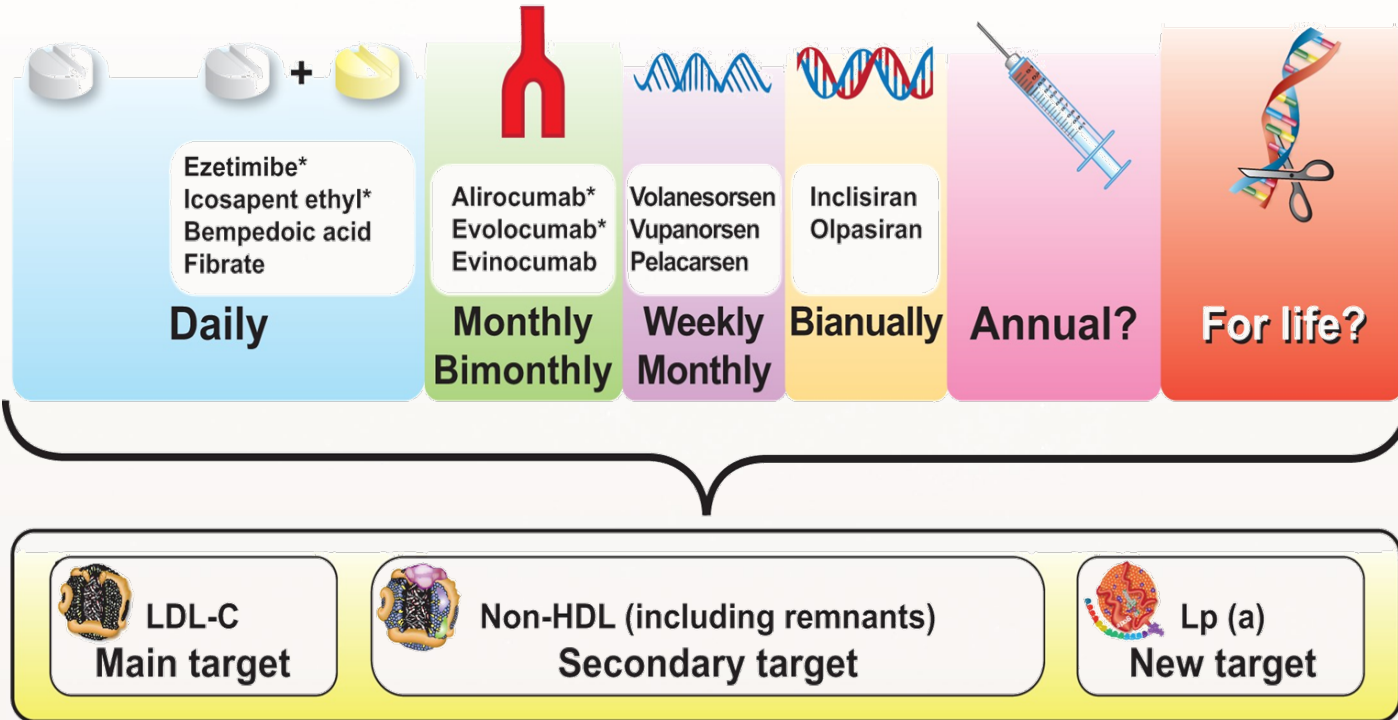 +
Ezetimibe*
Icosapent ethyl*
Bempedoic acid
Fibrate
Daily
Alirocumab*
Evolocumab*
Evinocumab
Monthly
Bimonthly
Volanesorsen
Vupanorsen
Pelacarsen
Weekly
Monthly
Inclisiran
Olpasiran
Bianually
Annual?
For life?
LDL-C
Main target
Non-HDL (including remnants)
Secondary target
Lp (a)
New target